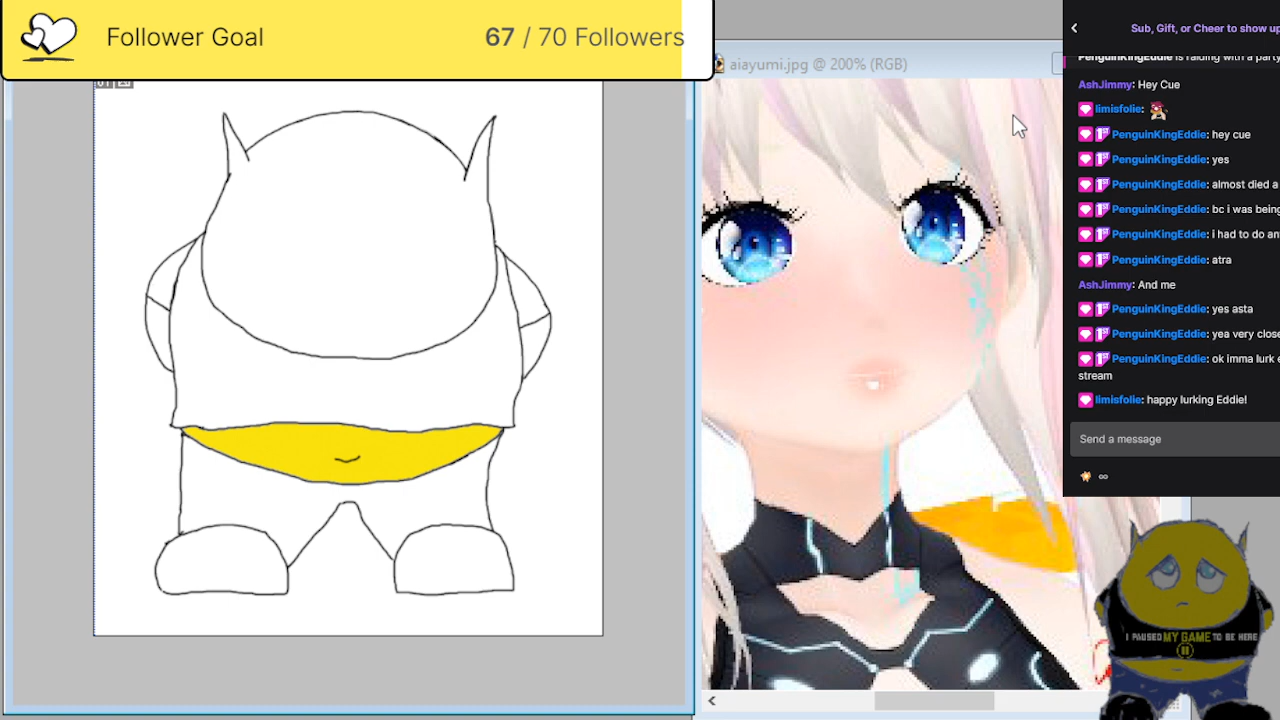 Follower Goal
67 / 70 Followers
aiayumi.jpg @ 200% (RGB)
Sub, Gift, or Cheer to show up
PenguinKingEddie is raiding with a party
AshJimmy: Hey Cue
limisfolie:
PenguinKingEddie: hey cue
PenguinKingEddie: yes
PenguinKingEddie: almost died a
PenguinKingEddie: bc i was being
PenguinKingEddie: i had to do an
PenguinKingEddie: atra
AshJimmy: And me
PenguinKingEddie: yes asta
PenguinKingEddie: yea very close
PenguinKingEddie: ok imma lurk e
stream
limisfolie: happy lurking Eddie!
Send a message
∞
I PAUSED MY GAME TO BE HERE